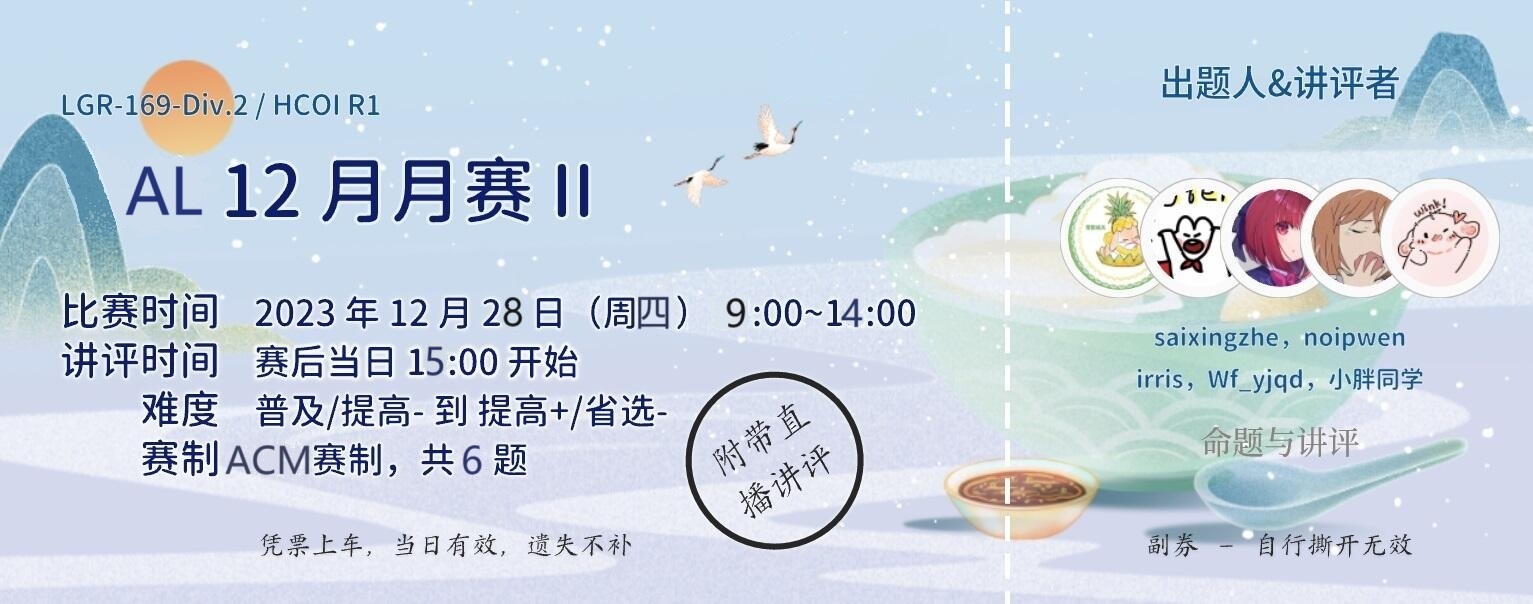 LGR-169-Div.2 / HCOI R1
AL 12 月月赛 II
比赛时间 2023 年 12 月 28 日（周四） 9:00~14:00
讲评时间 赛后当日 15:00 开始
难度 普及/提高- 到 提高+/省选-
赛制 ACM赛制，共 6 题
附带直
播讲评
凭票上车，当日有效，遗失不补
出题人&讲评者
wink!
saixingzhe，noipwen
irris，Wf_yjqd，小胖同学
命题与讲评
副券 － 自行撕开无效